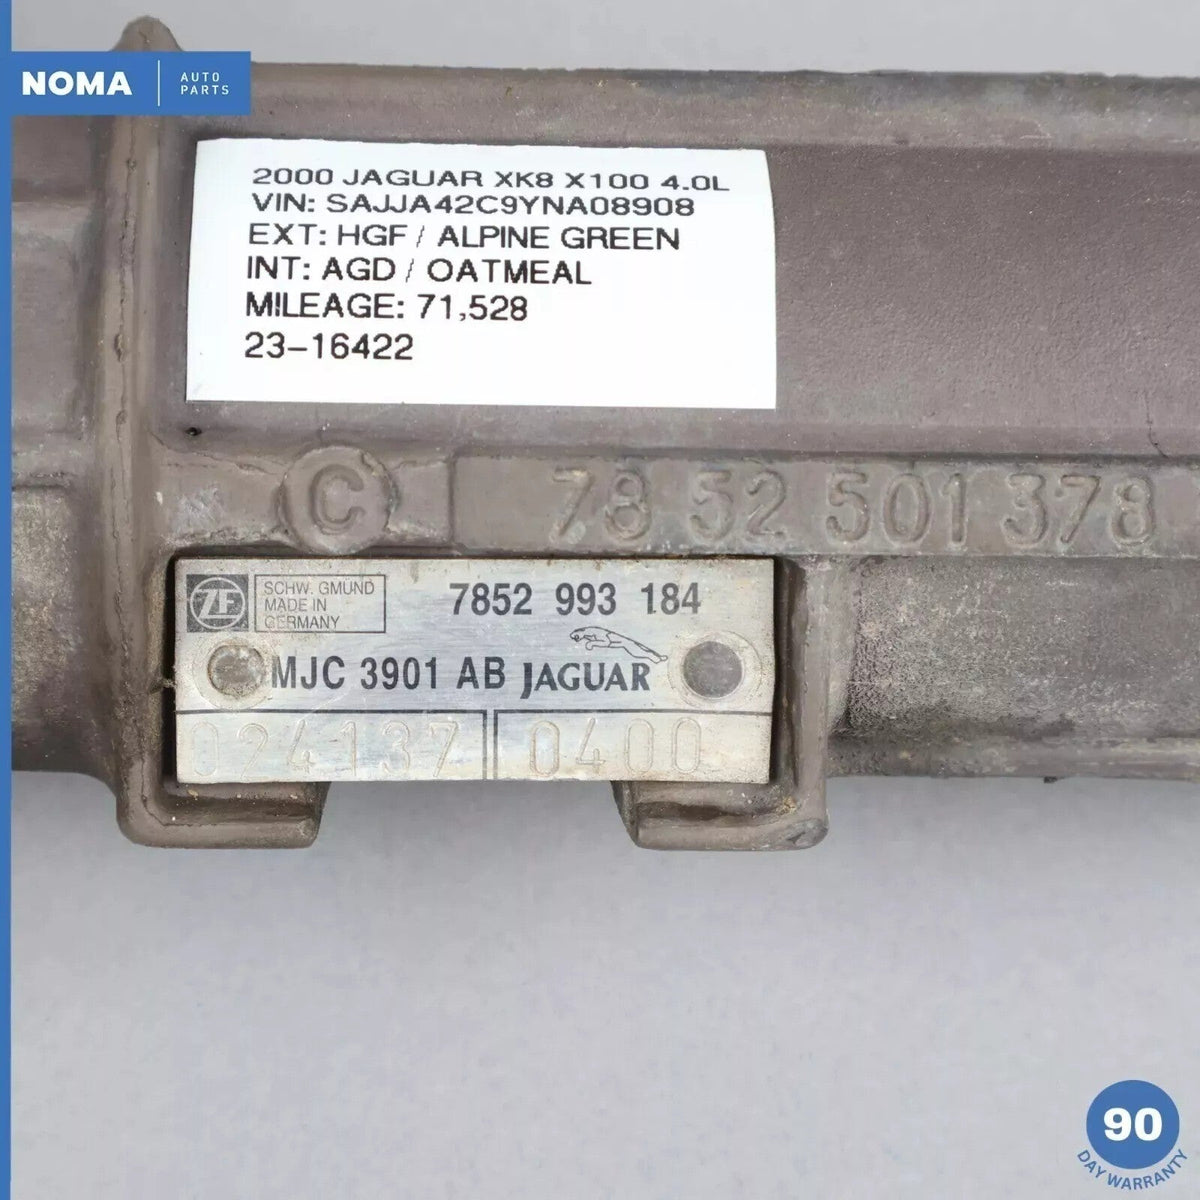 NOMA AUTO
PARTS
2000 JAGUAR XK8 X100 4.0L
VIN: SAJJA42C9YNA08908
EXT: HGF / ALPINE GREEN
INT: AGD / OATMEAL
MILEAGE: 71,528
23-16422
C 78 52 501 378
ZF SCHW. GMÜND
MADE IN
GERMANY
7852 993 184
MJC 3901 AB JAGUAR
024137 0400
90
DAY WARRANTY